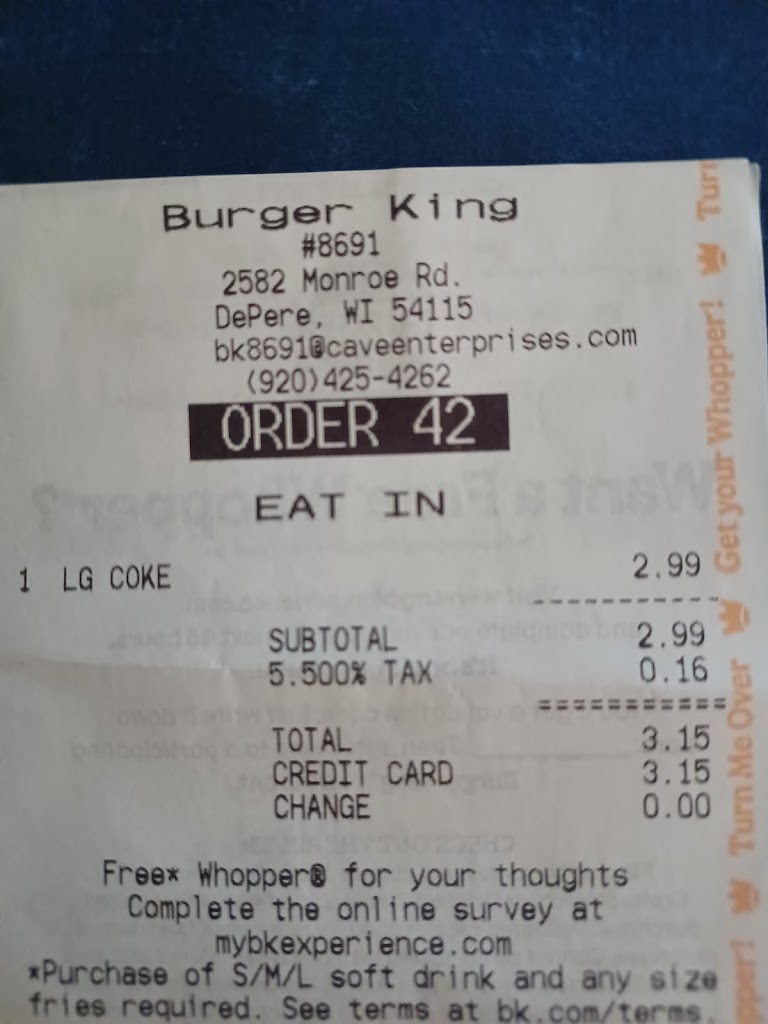 Burger King
#8691
2582 Monroe Rd.
DePere, WI 54115
bk8691@caveenterprises.com
(920)425-4262
ORDER 42
EAT IN
1 LG COKE 2.99
SUBTOTAL 2.99
5.500% TAX 0.16
TOTAL 3.15
CREDIT CARD 3.15
CHANGE 0.00
Free* Whopper® for your thoughts
Complete the online survey at
mybkexperience.com
*Purchase of S/M/L soft drink and any size
fries required. See terms at bk.com/terms.
Turn
Get your Whopper!
Turn Me Over
pper!